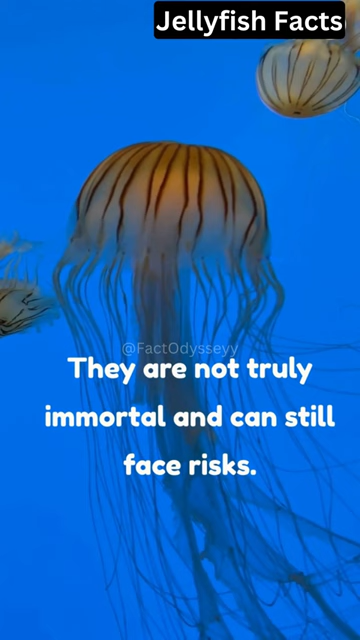 Jellyfish Facts
@FactOdysseyy
They are not truly
immortal and can still
face risks.